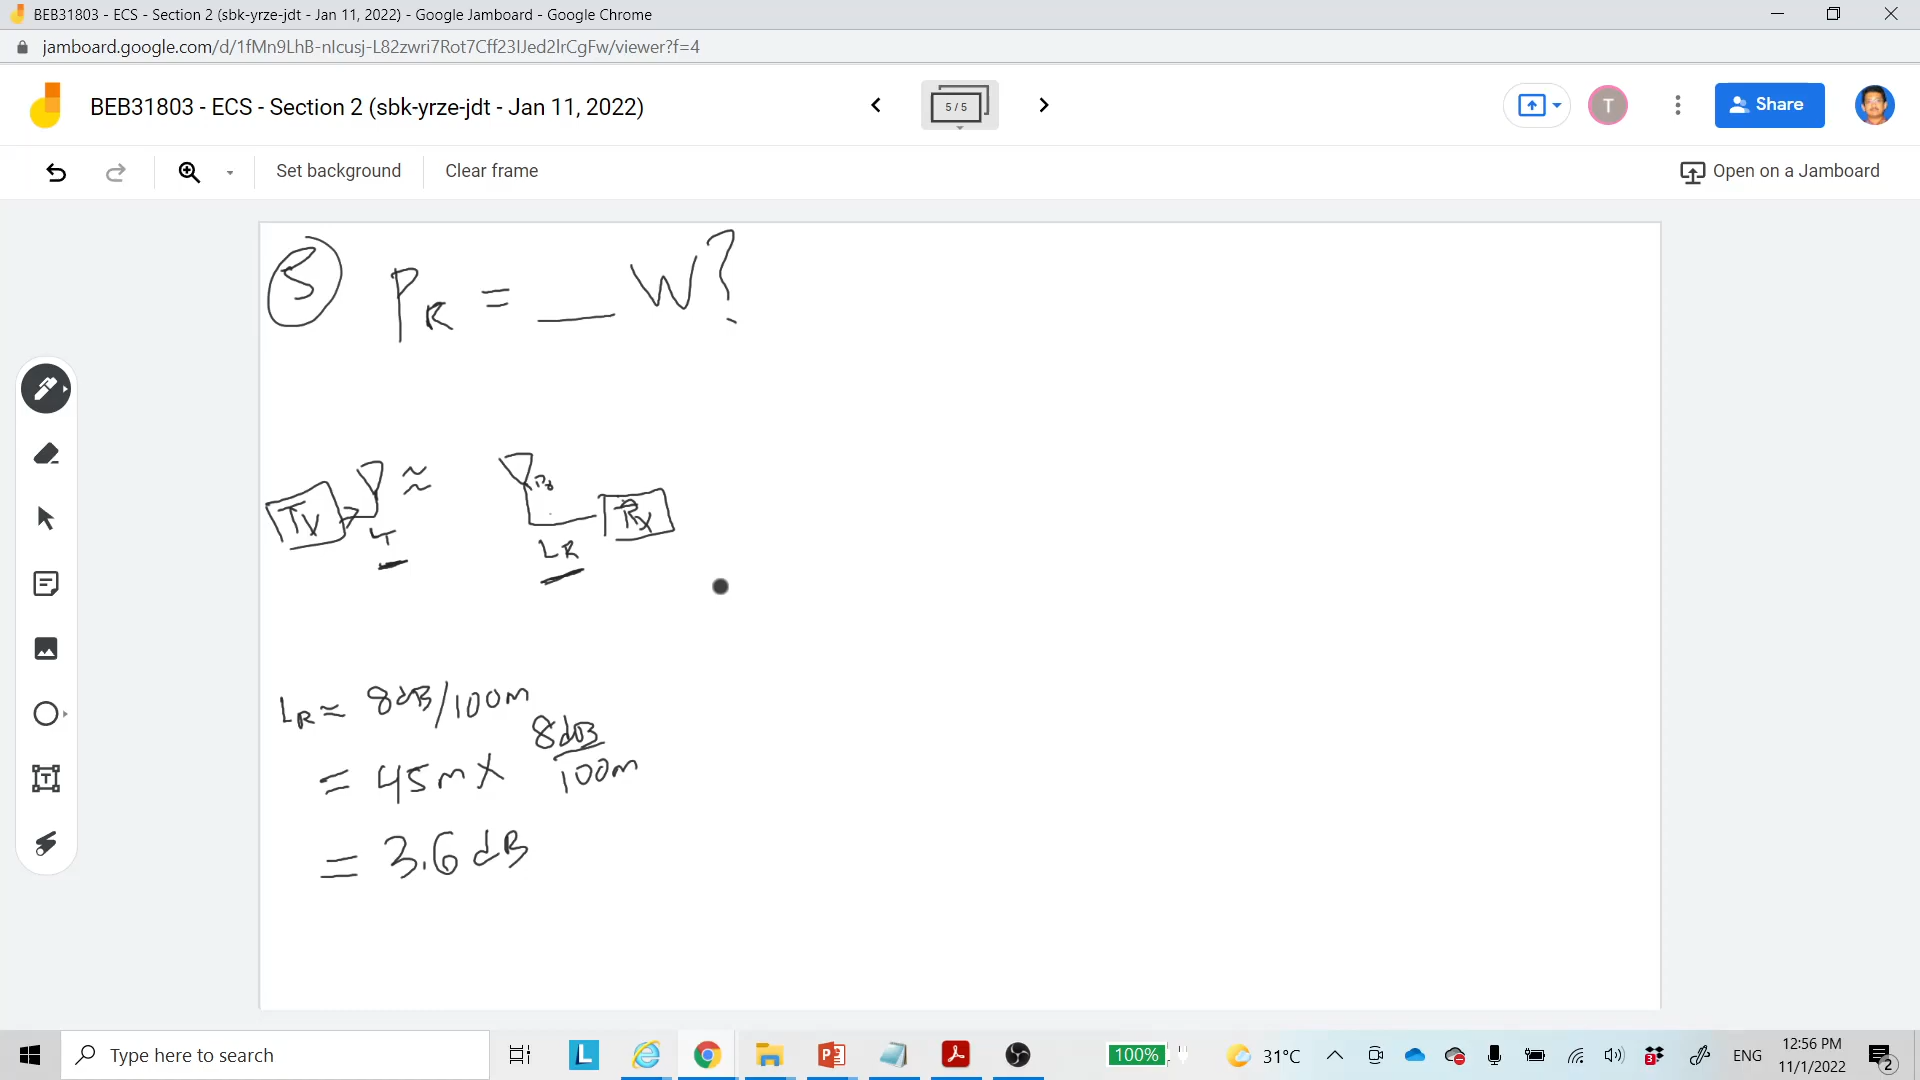 BEB31803 - ECS - Section 2 (sbk-yrze-jdt - Jan 11, 2022) - Google Jamboard - Google Chrome
jamboard.google.com/d/1fMn9LhB-nIcusj-L82zwri7Rot7Cff23IJed2lrCgFw/viewer?f=4
BEB31803 - ECS - Section 2 (sbk-yrze-jdt - Jan 11, 2022)
5 / 5
T
Share
Set background
Clear frame
Open on a Jamboard
5 PR = __ W?
Tx
LT
LR
Rx
LR ≈ 8dB/100m
= 45m X 8dB/100m
= 3.6 dB
Type here to search
100%
31°C
ENG
12:56 PM
11/1/2022
2